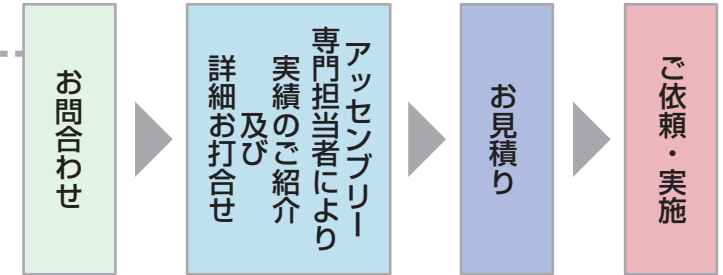 お問合わせ
アッセンブリー
専門担当者により
実績のご紹介
及び
詳細お打合せ
お見積り
ご依頼・実施